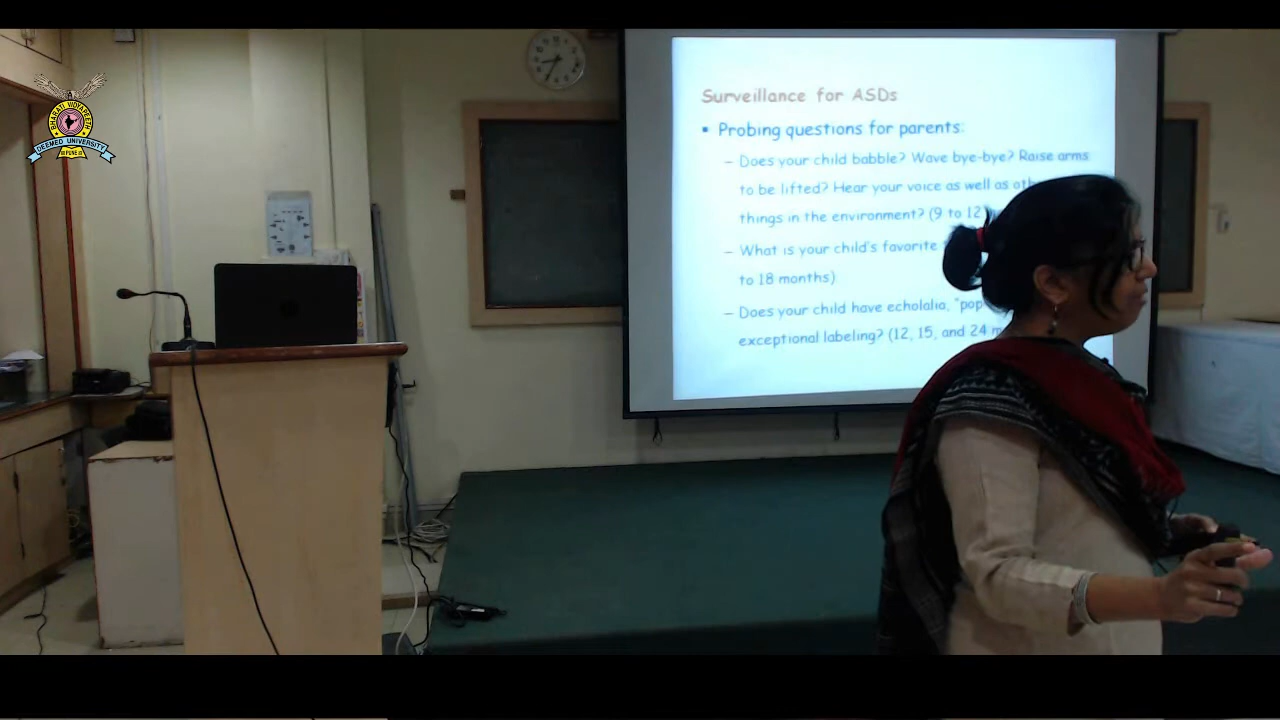 BHARATI VIDYAPEETH
DEEMED UNIVERSITY
Surveillance for ASDs
▪ Probing questions for parents:
– Does your child babble? Wave bye-bye? Raise arms
to be lifted? Hear your voice as well as
things in the environment? (9 to 12
– What is your child's favorite
to 18 months)
– Does your child have echolalia, "pop
exceptional labeling? (12, 15, and 24